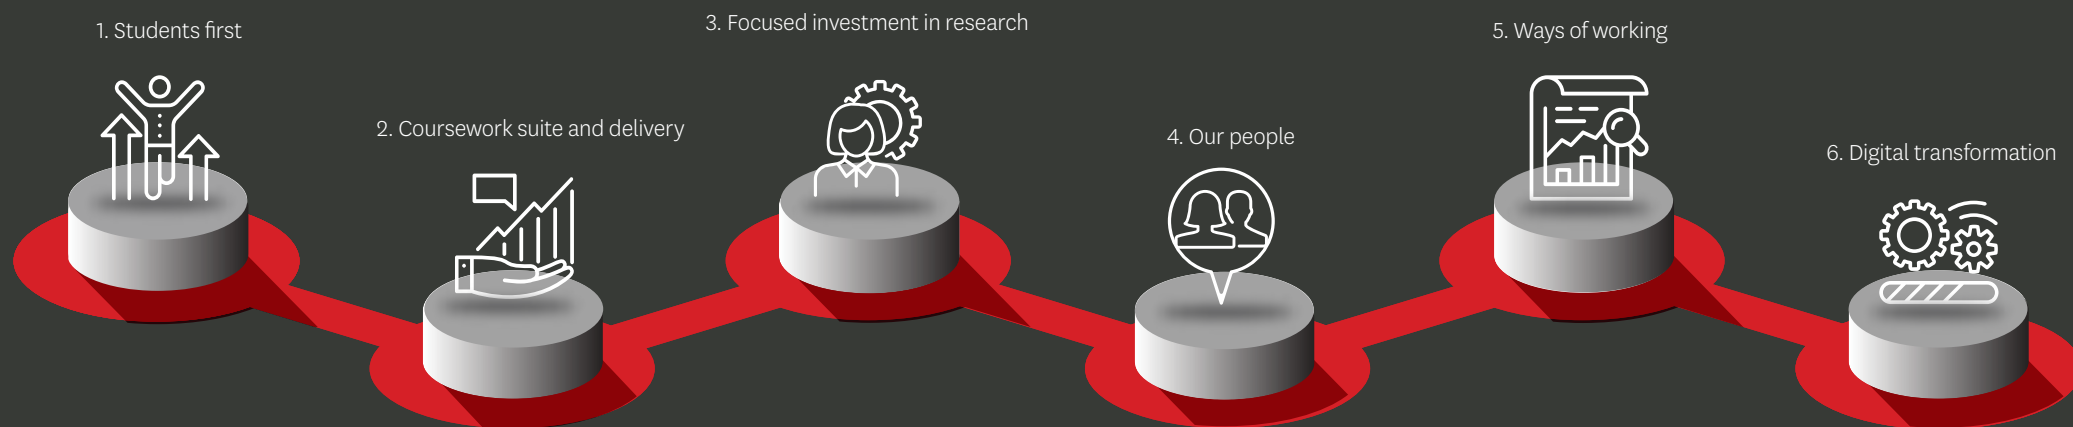 1. Students first
2. Coursework suite and delivery
3. Focused investment in research
4. Our people
5. Ways of working
6. Digital transformation